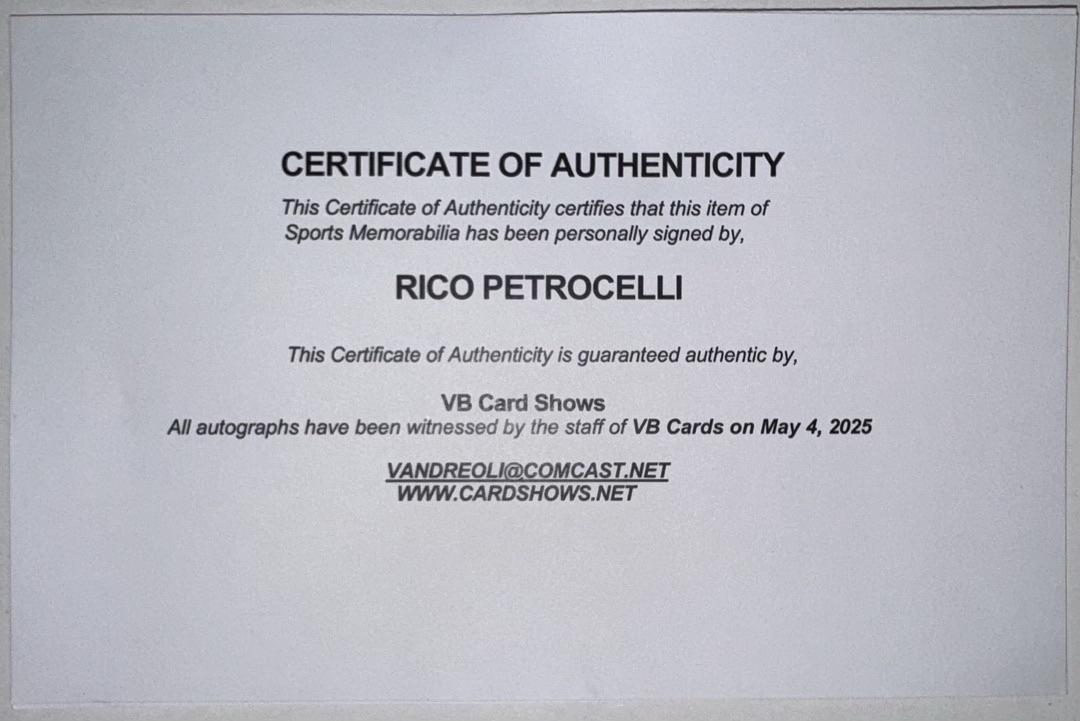 CERTIFICATE OF AUTHENTICITY
This Certificate of Authenticity certifies that this item of
Sports Memorabilia has been personally signed by,
RICO PETROCELLI
This Certificate of Authenticity is guaranteed authentic by,
VB Card Shows
All autographs have been witnessed by the staff of VB Cards on May 4, 2025
VANDREOLI@COMCAST.NET
WWW.CARDSHOWS.NET